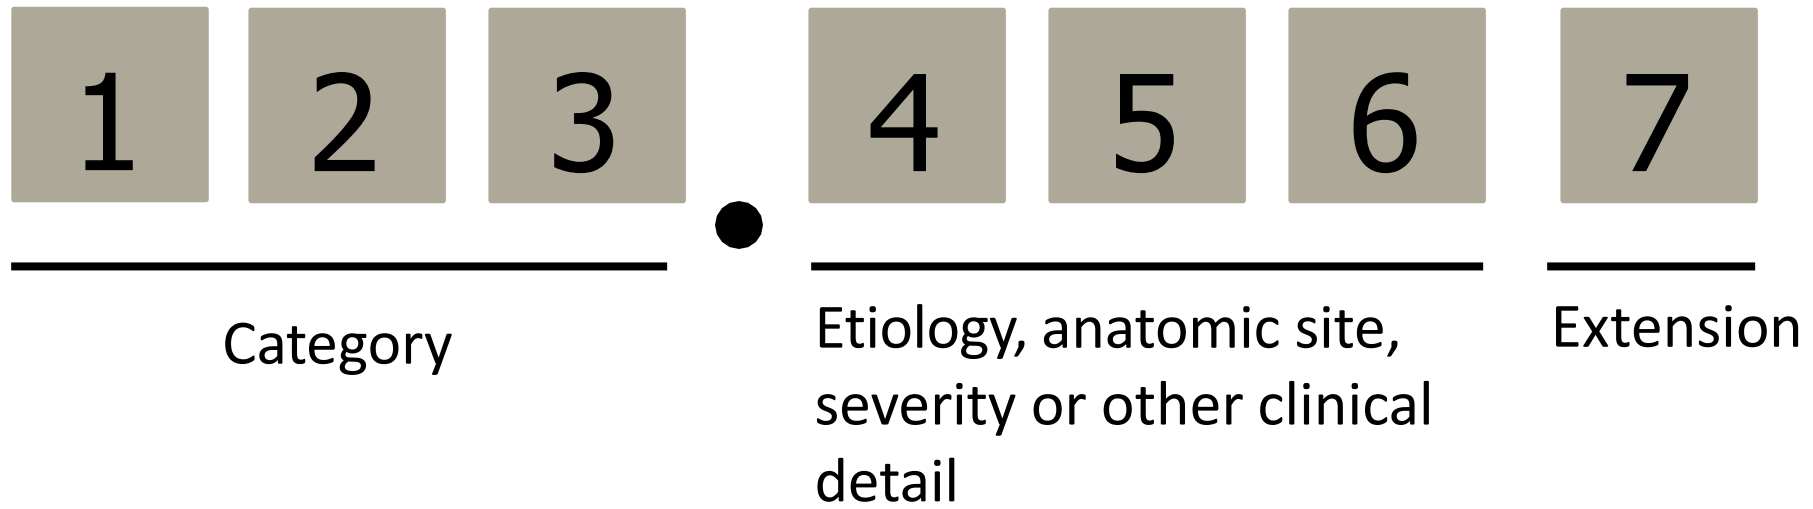 1 2 3 . 4 5 6 7
Category
Etiology, anatomic site,
severity or other clinical
detail
Extension